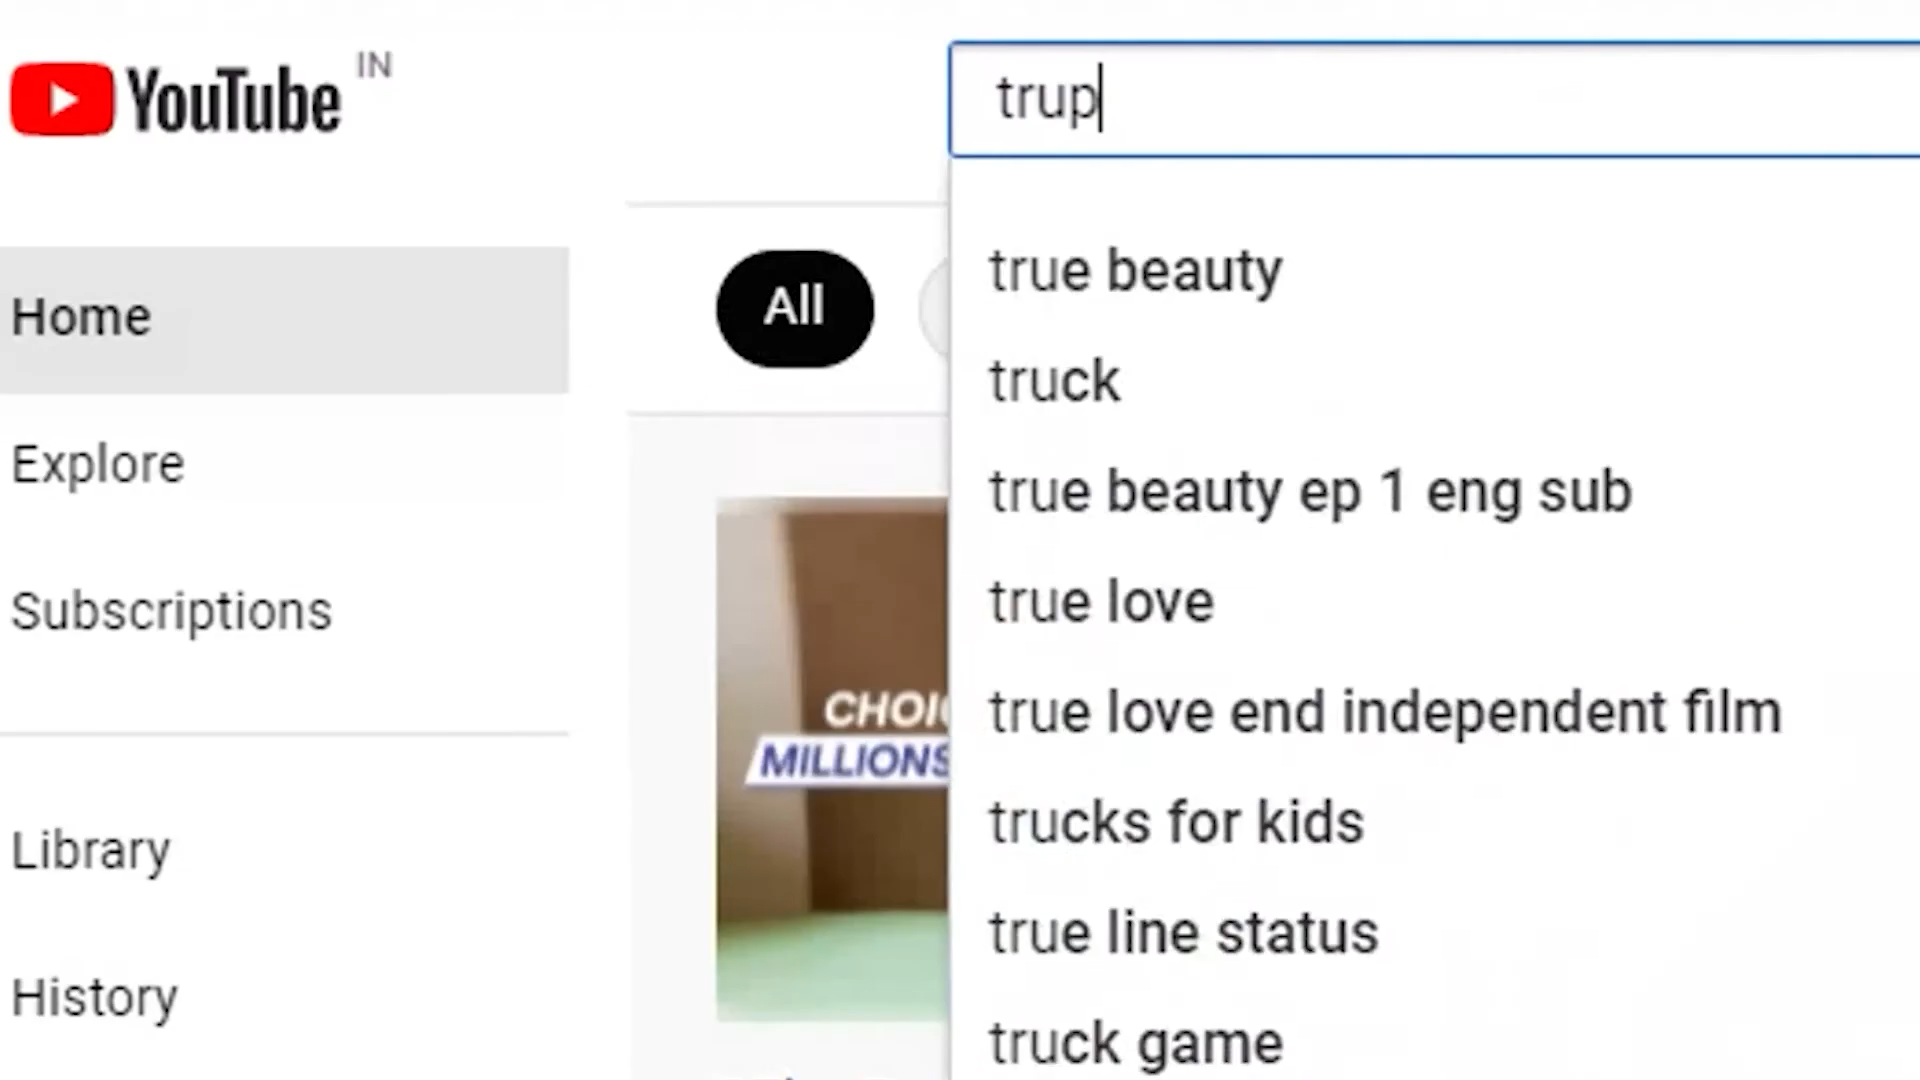 YouTube IN
trup
Home
Explore
Subscriptions
Library
History
All
CHOI
MILLIONS
true beauty
truck
true beauty ep 1 eng sub
true love
true love end independent film
trucks for kids
true line status
truck game